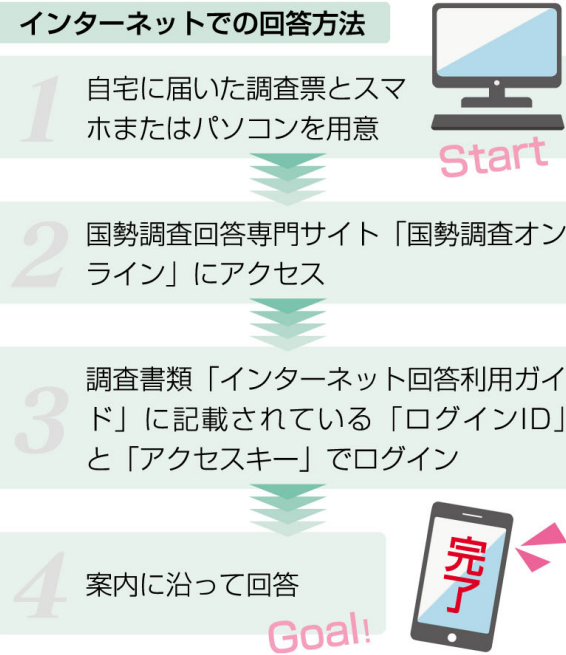 インターネットでの回答方法
1
自宅に届いた調査票とスマ
ホまたはパソコンを用意
Start
2
国勢調査回答専門サイト「国勢調査オン
ライン」にアクセス
3
調査書類「インターネット回答利用ガイ
ド」に記載されている「ログインID」
と「アクセスキー」でログイン
4
案内に沿って回答
Goal!
完了